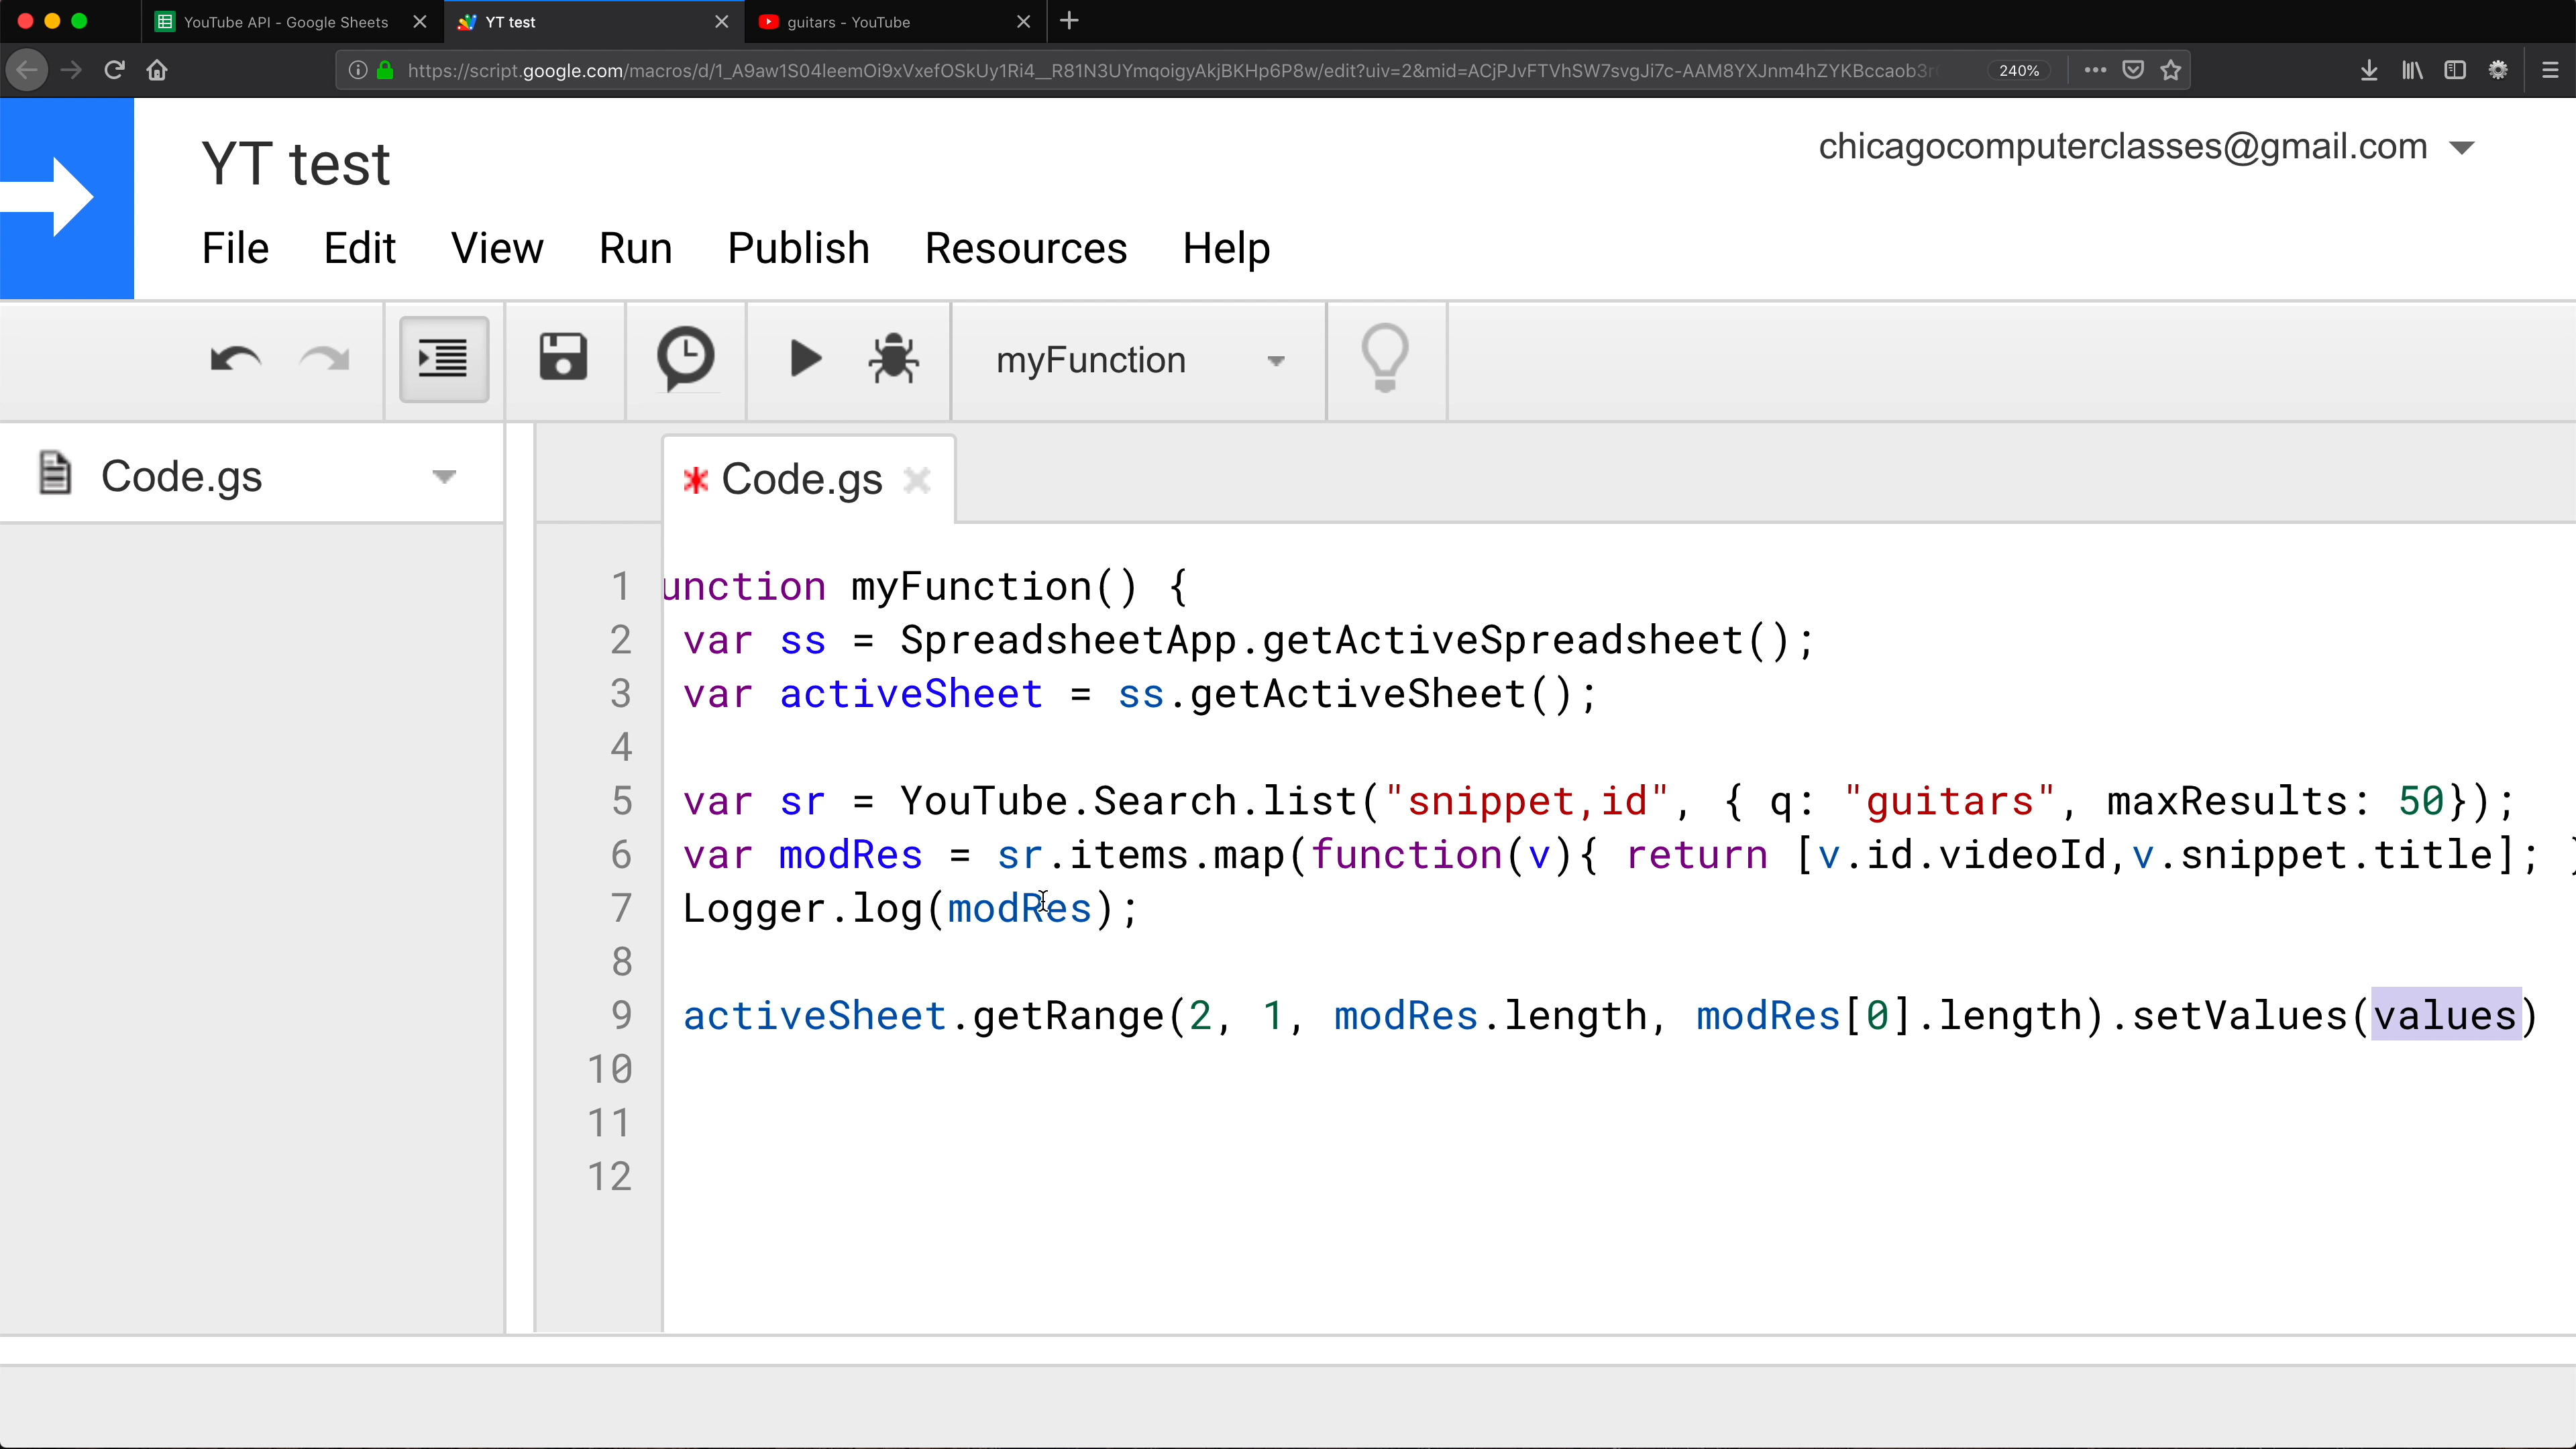 YouTube API - Google Sheets
YT test
guitars - YouTube
https://script.google.com/macros/d/1_A9aw1S04leemOi9xVxefOSkUy1Ri4__R81N3UYmqoigyAkjBKHp6P8w/edit?uiv=2&mid=ACjPJvFTVhSW7svgJi7c-AAM8YXJnm4hZYKBccaob3r
240%
YT test
chicagocomputerclasses@gmail.com
File Edit View Run Publish Resources Help
myFunction
Code.gs
* Code.gs
1 unction myFunction() {
2 var ss = SpreadsheetApp.getActiveSpreadsheet();
3 var activeSheet = ss.getActiveSheet();
4
5 var sr = YouTube.Search.list("snippet,id", { q: "guitars", maxResults: 50});
6 var modRes = sr.items.map(function(v){ return [v.id.videoId,v.snippet.title]; }
7 Logger.log(modRes);
8
9 activeSheet.getRange(2, 1, modRes.length, modRes[0].length).setValues(values)
10
11
12